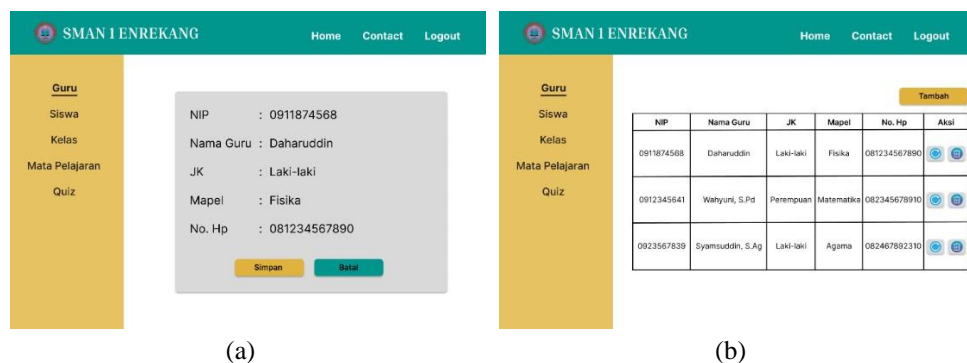 SMAN 1 ENREKANG
Home Contact Logout
Guru
Siswa
Kelas
Mata Pelajaran
Quiz
NIP : 0911874568
Nama Guru : Daharuddin
JK : Laki-laki
Mapel : Fisika
No. Hp : 081234567890
Simpan Batal
(a)
SMAN 1 ENREKANG
Home Contact Logout
Guru
Siswa
Kelas
Mata Pelajaran
Quiz
Tambah
NIP Nama Guru JK Mapel No. Hp Aksi
0911874568 Daharuddin Laki-laki Fisika 081234567890
0912345641 Wahyuni, S.Pd Perempuan Matematika 082345678910
0923567839 Syamsuddin, S.Ag Laki-laki Agama 082467892310
(b)